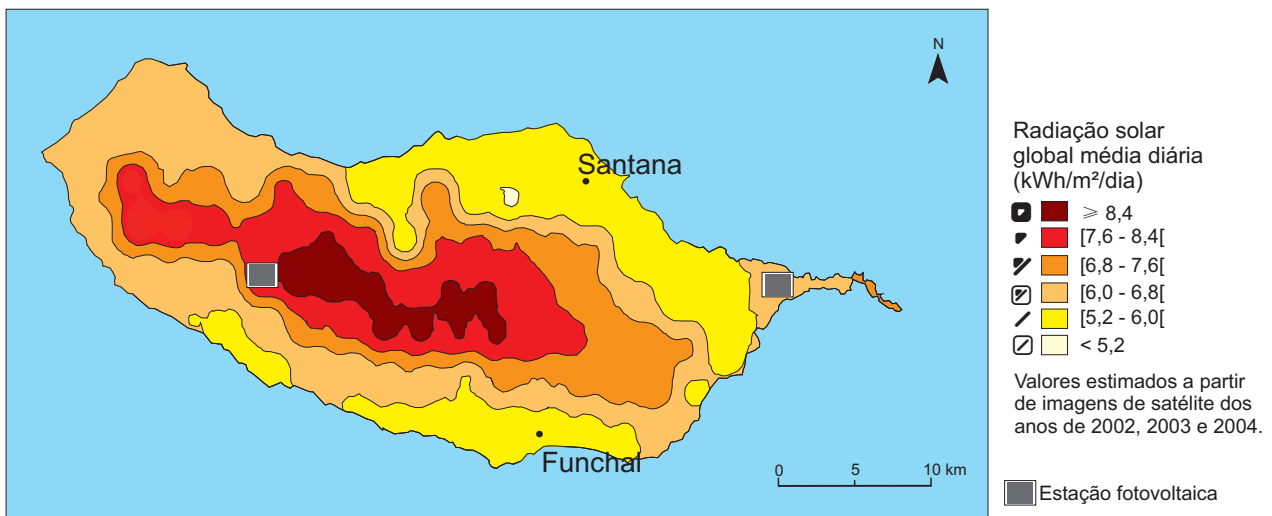 N
Santana
Funchal
0 5 10 km
Radiação solar
global média diária
(kWh/m²/dia)
⩾ 8,4
[7,6 - 8,4[
[6,8 - 7,6[
[6,0 - 6,8[
[5,2 - 6,0[
< 5,2
Valores estimados a partir
de imagens de satélite dos
anos de 2002, 2003 e 2004.
Estação fotovoltaica